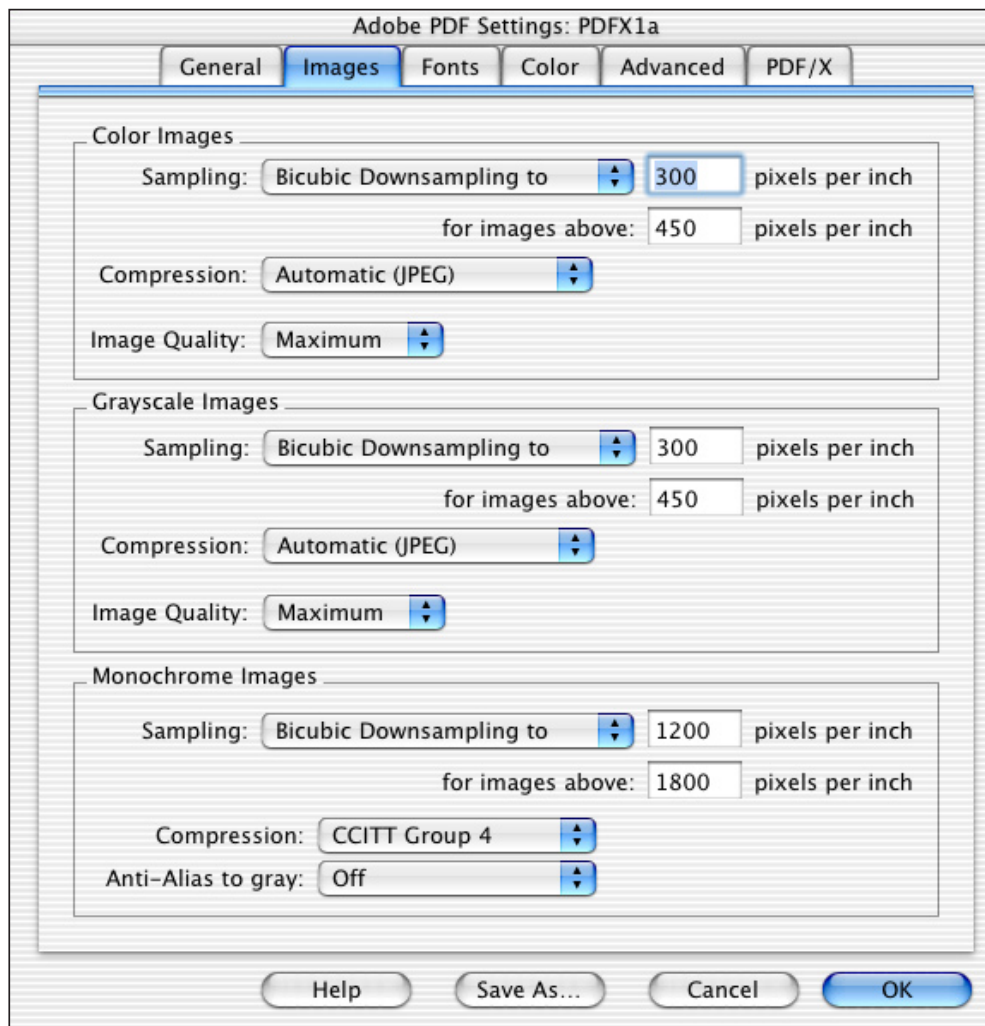 Adobe PDF Settings: PDFX1a
General Images Fonts Color Advanced PDF/X
Color Images
Sampling: Bicubic Downsampling to 300 pixels per inch
for images above: 450 pixels per inch
Compression: Automatic (JPEG)
Image Quality: Maximum
Grayscale Images
Sampling: Bicubic Downsampling to 300 pixels per inch
for images above: 450 pixels per inch
Compression: Automatic (JPEG)
Image Quality: Maximum
Monochrome Images
Sampling: Bicubic Downsampling to 1200 pixels per inch
for images above: 1800 pixels per inch
Compression: CCITT Group 4
Anti-Alias to gray: Off
Help Save As... Cancel OK